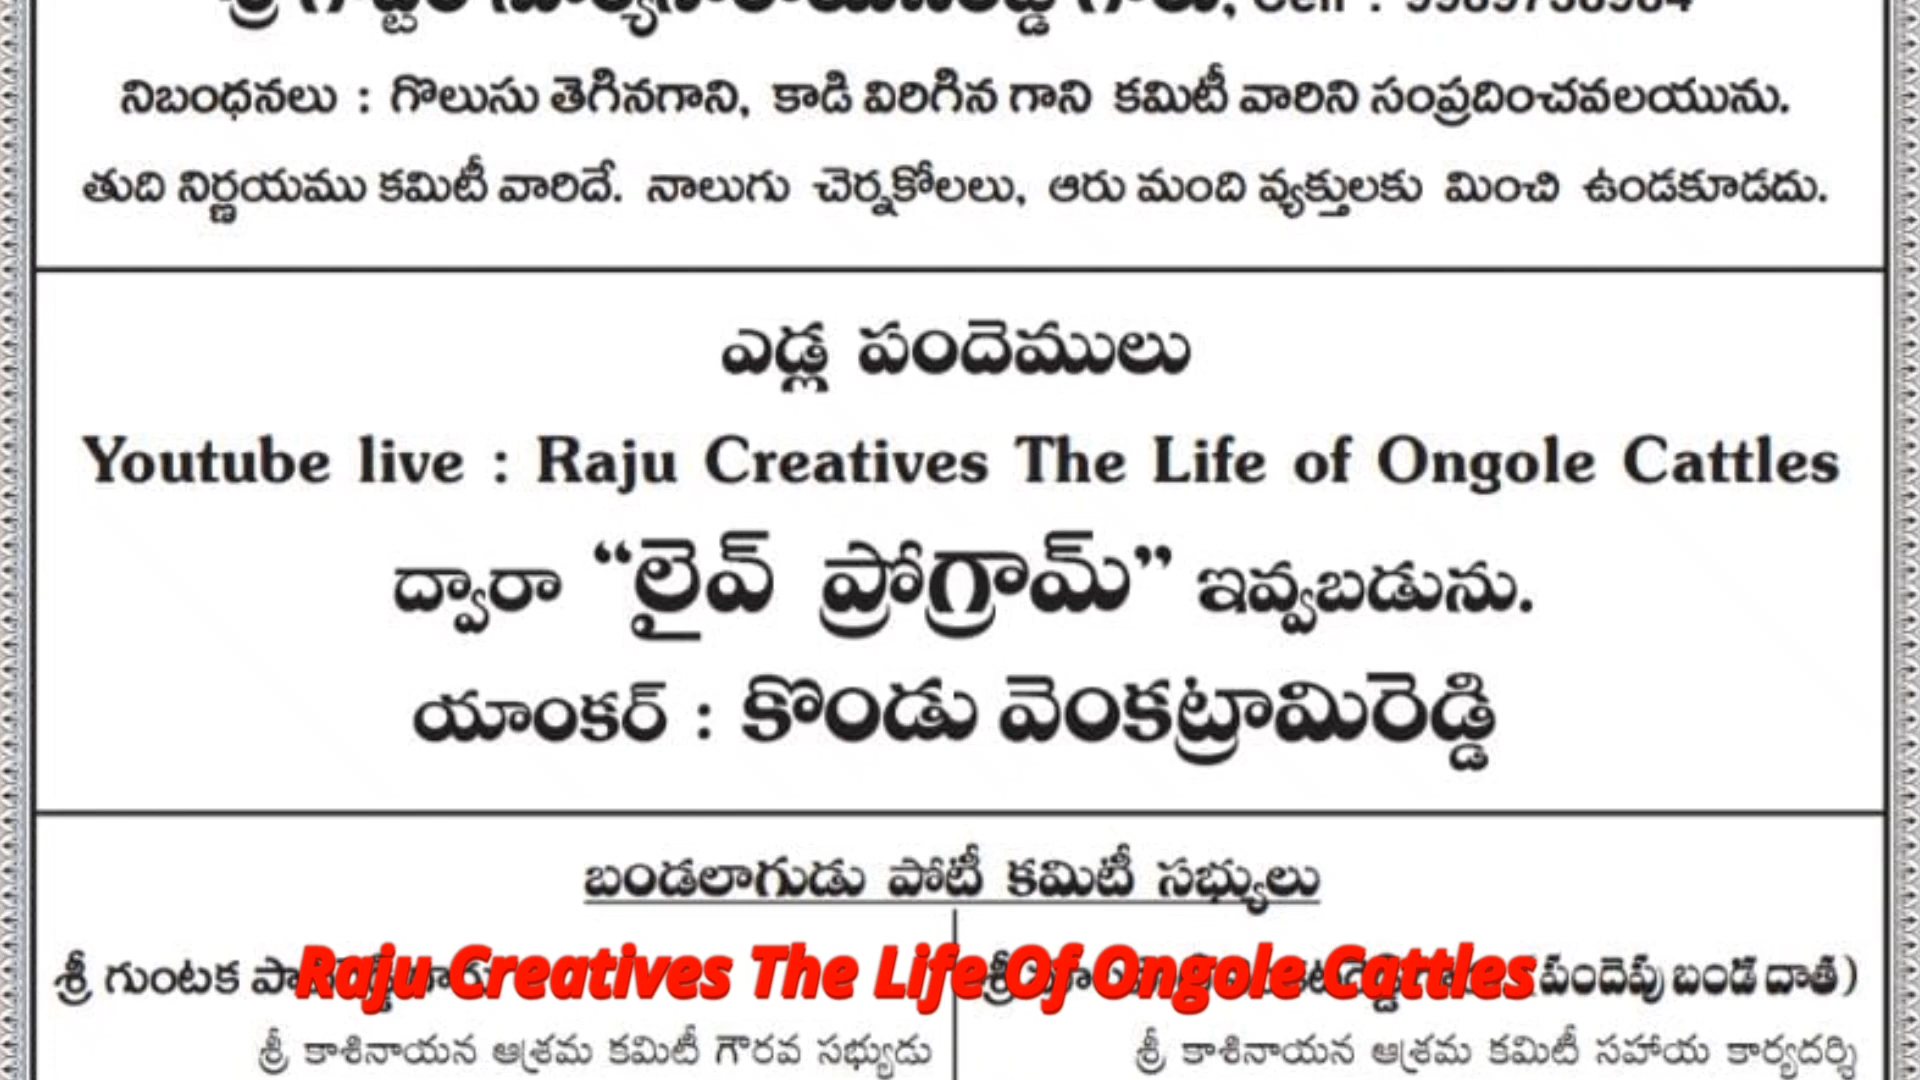 నిబంధనలు : గొలుసు తెగినగాని, కాడి విరిగిన గాని కమిటీ వారిని సంప్రదించవలయును.
తుది నిర్ణయము కమిటీ వారిదే. నాలుగు చెర్నకోలలు, ఆరు మంది వ్యక్తులకు మించి ఉండకూడదు.
ఎడ్ల పందెములు
Youtube live : Raju Creatives The Life of Ongole Cattles
ద్వారా “లైవ్ ప్రోగ్రామ్” ఇవ్వబడును.
యాంకర్ : కొండు వెంకట్రామిరెడ్డి
బండలాగుడు పోటీ కమిటీ సభ్యులు
శ్రీ గుంటక
Raju Creatives The Life Of Ongole Cattles
పందెపు బండ దాత)
శ్రీ కాశినాయన ఆశ్రమ కమిటీ గౌరవ సభ్యుడు
శ్రీ కాశినాయన ఆశ్రమ కమిటీ సహాయ కార్యదర్శి